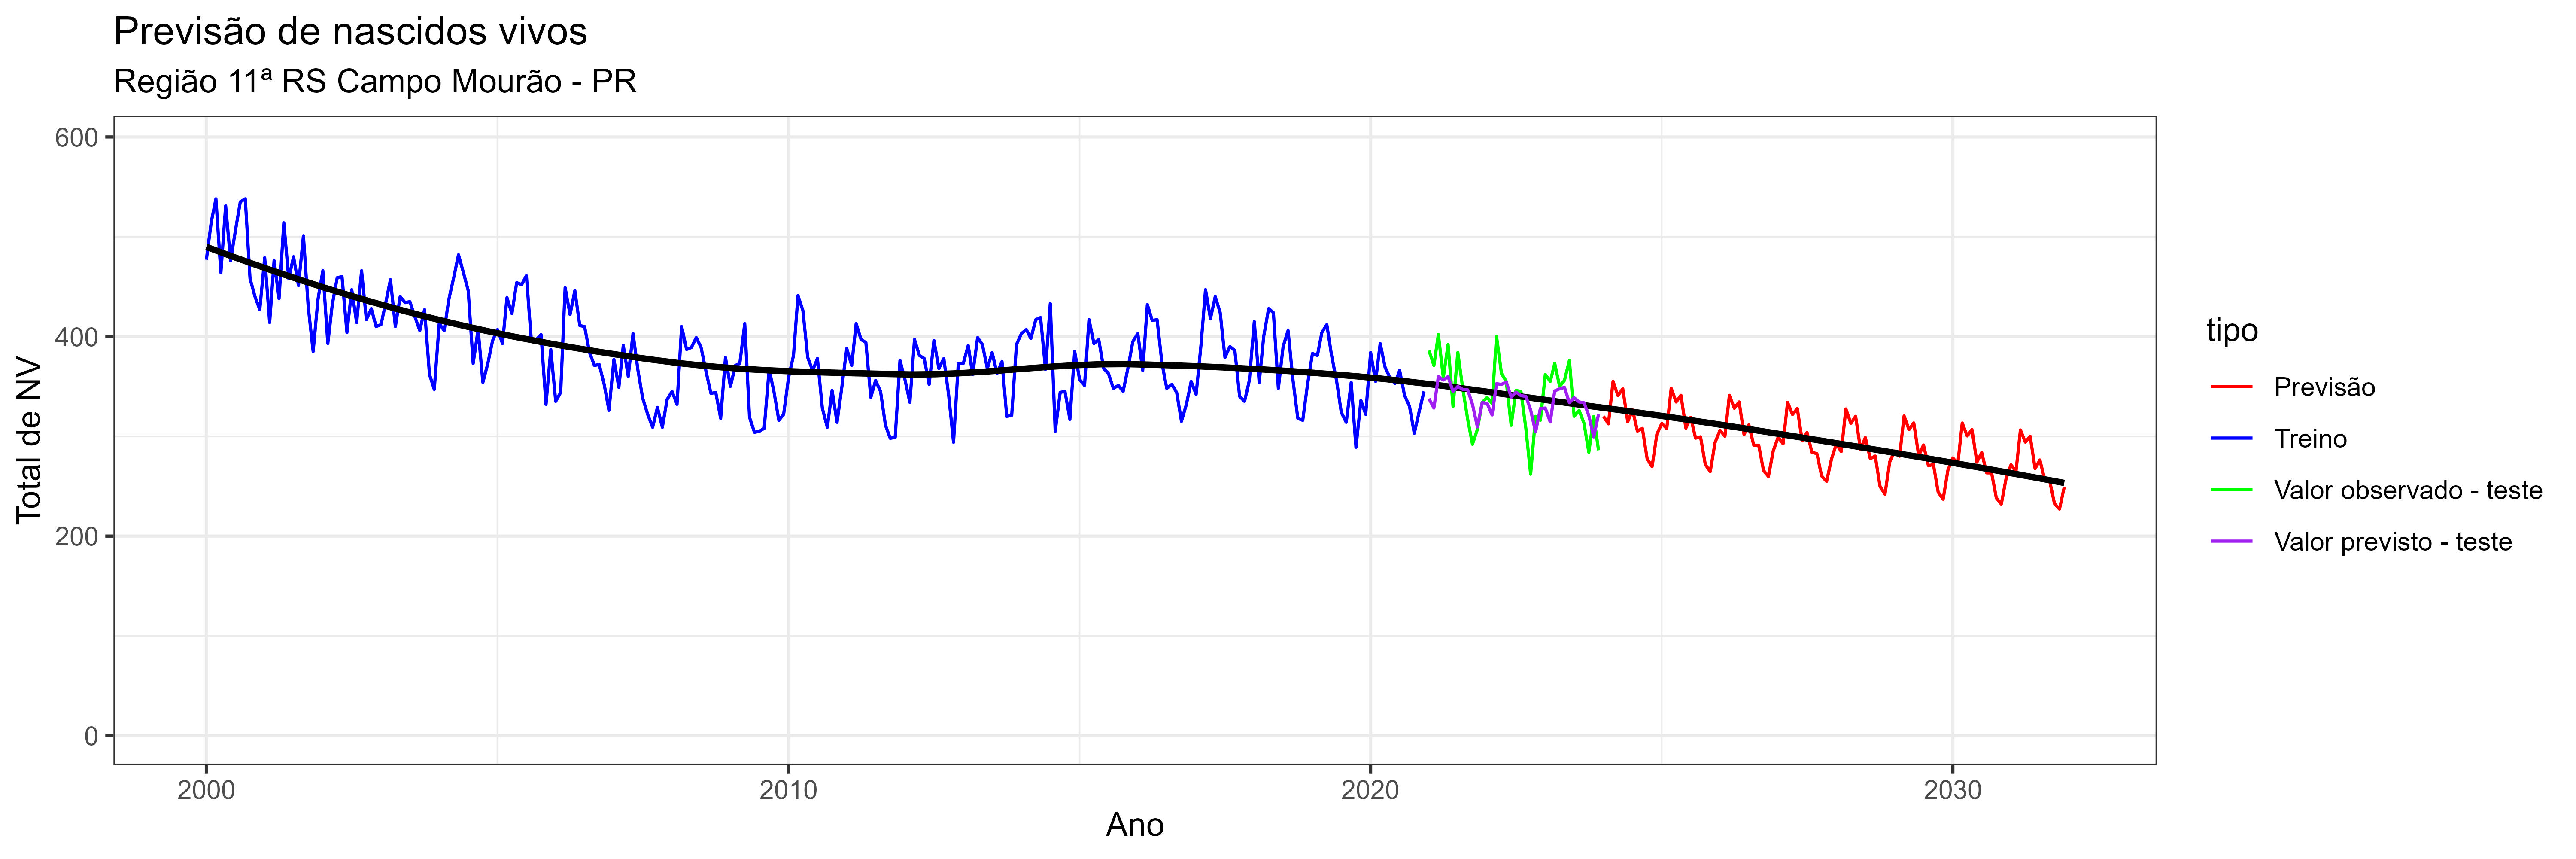 Previsão de nascidos vivos
Região 11ª RS Campo Mourão - PR
600
400
200
0
Total de NV
2000
2010
2020
2030
Ano
tipo
Previsão
Treino
Valor observado - teste
Valor previsto - teste